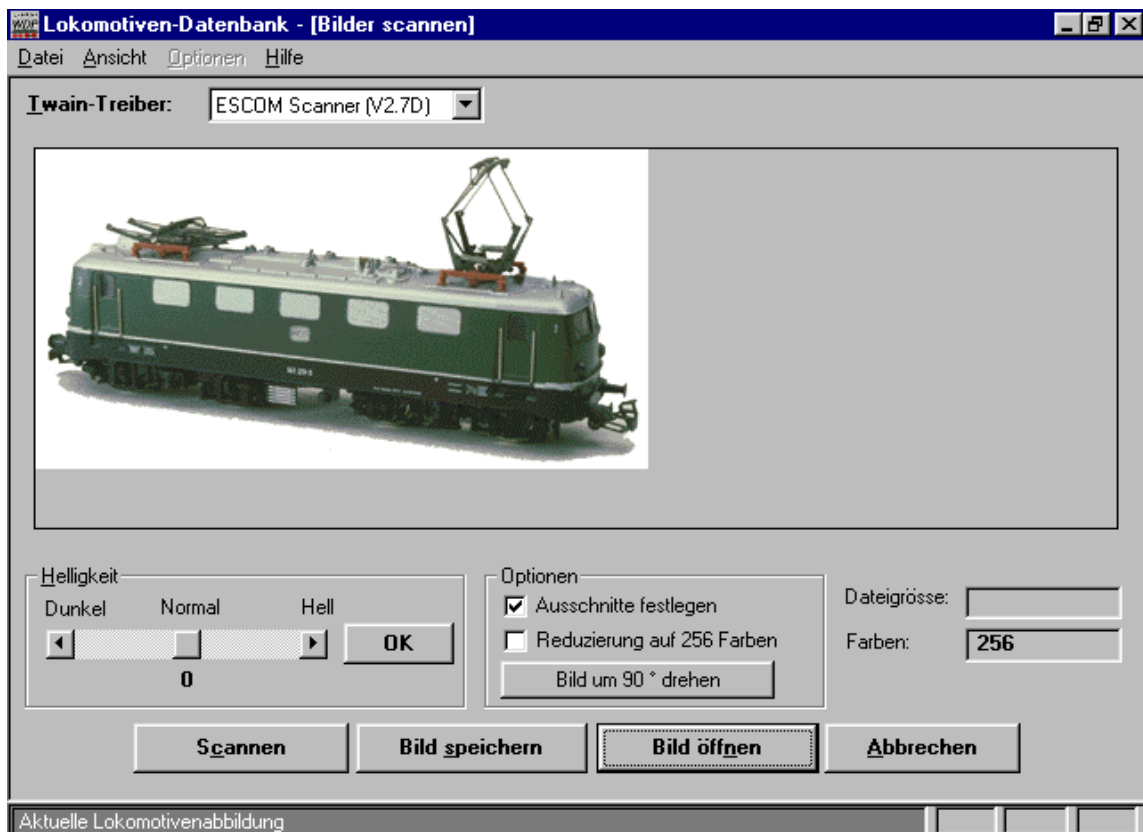 Lokomotiven-Datenbank - [Bilder scannen]
Datei Ansicht Optionen Hilfe
Twain-Treiber: ESCOM Scanner (V2.7D)
Helligkeit
Dunkel Normal Hell
OK
0
Optionen
Ausschnitte festlegen
Reduzierung auf 256 Farben
Bild um 90 ° drehen
Dateigrösse:
Farben: 256
Scannen Bild speichern Bild öffnen Abbrechen
Aktuelle Lokomotivenabbildung